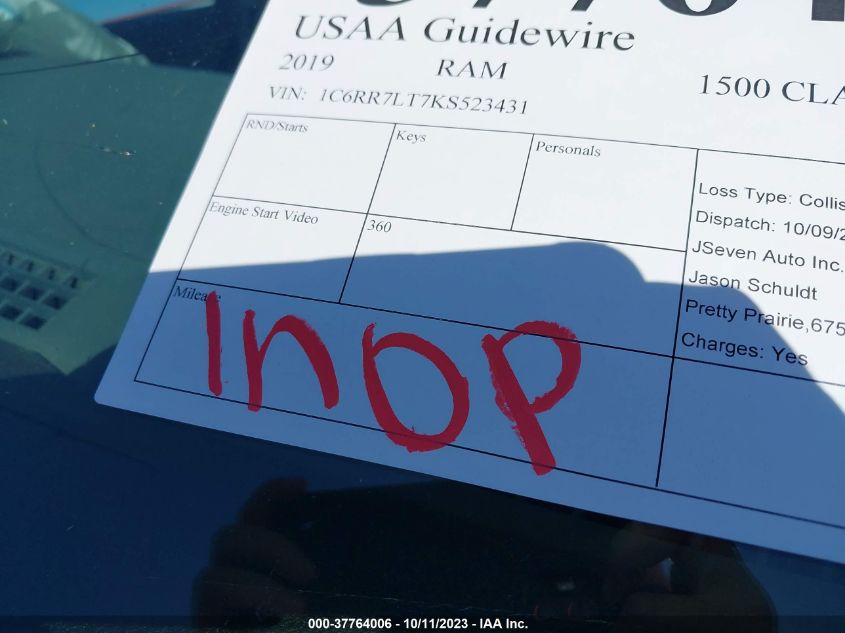 USAA Guidewire
2019 RAM 1500 CLA
VIN: 1C6RR7LT7KS523431
RND/Starts Keys Personals
Loss Type: Collis
Engine Start Video 360
Dispatch: 10/09/2
JSeven Auto Inc.
Jason Schuldt
Pretty Prairie,675
Charges: Yes
Mileage
InOP
000-37764006 - 10/11/2023 - IAA Inc.